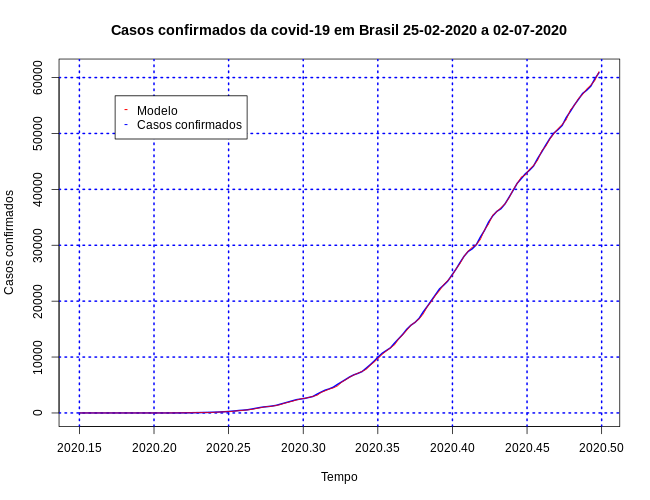 Casos confirmados da covid-19 em Brasil 25-02-2020 a 02-07-2020
Casos confirmados
60000
50000
40000
30000
20000
10000
0
- Modelo
- Casos confirmados
2020.15 2020.20 2020.25 2020.30 2020.35 2020.40 2020.45 2020.50
Tempo